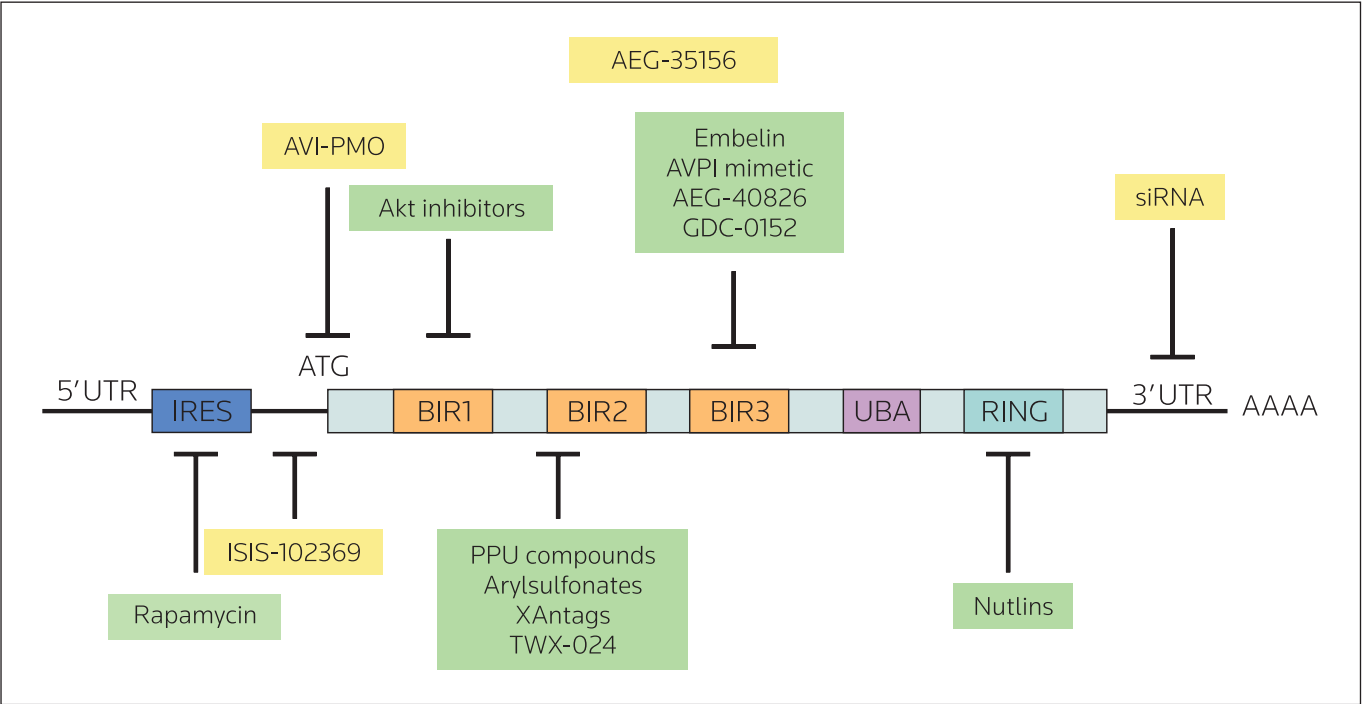 AEG-35156
AVI-PMO
Akt inhibitors
Embelin
AVPI mimetic
AEG-40826
GDC-0152
siRNA
ATG
5'UTR
IRES
BIR1
BIR2
BIR3
UBA
RING
3'UTR
AAAA
ISIS-102369
Rapamycin
PPU compounds
Arylsulfonates
XAntags
TWX-024
Nutlins